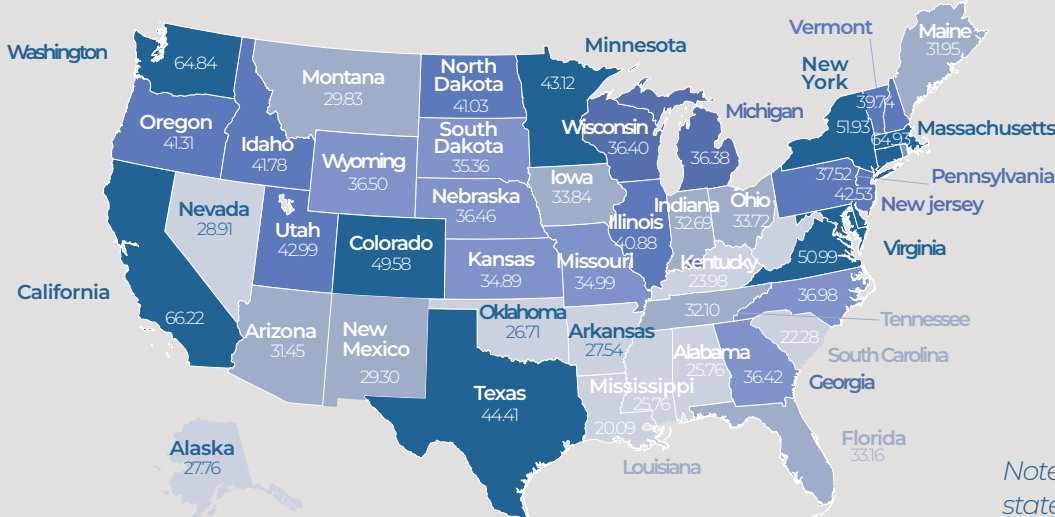 Washington
64.84
Montana
29.83
North
Dakota
41.03
Minnesota
43.12
Vermont
New
York
Maine
31.95
Oregon
41.31
Idaho
41.78
Wyoming
36.50
South
Dakota
35.36
Wisconsin
36.40
Michigan
36.38
39.74
51.93
64.93
Massachusetts
Nevada
28.91
Utah
42.99
Colorado
49.58
Nebraska
36.46
Iowa
33.84
Illinois
40.88
Indiana
32.69
Ohio
33.72
37.52
Pennsylvania
42.53
New jersey
Virginia
50.99
California
66.22
Kansas
34.89
Missouri
34.99
Kentucky
23.98
36.98
32.10
Tennessee
Arizona
31.45
New
Mexico
29.30
Oklahoma
26.71
Arkansas
27.54
Alabama
25.76
22.28
South Carolina
36.42
Georgia
Texas
44.41
Mississippi
25.76
20.09
Louisiana
Florida
33.16
Alaska
27.76
Note
state